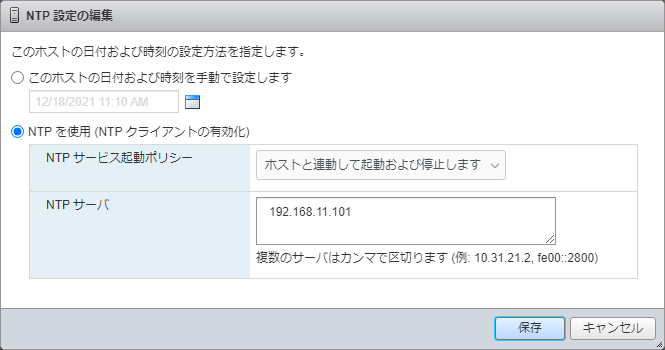 NTP 設定の編集
このホストの日付および時刻の設定方法を指定します。
このホストの日付および時刻を手動で設定します
12/18/2021 11:10 AM
NTP を使用 (NTP クライアントの有効化)
NTP サービス起動ポリシー
ホストと連動して起動および停止します
NTP サーバ
192.168.11.101
複数のサーバはカンマで区切ります (例: 10.31.21.2, fe00::2800)
保存
キャンセル